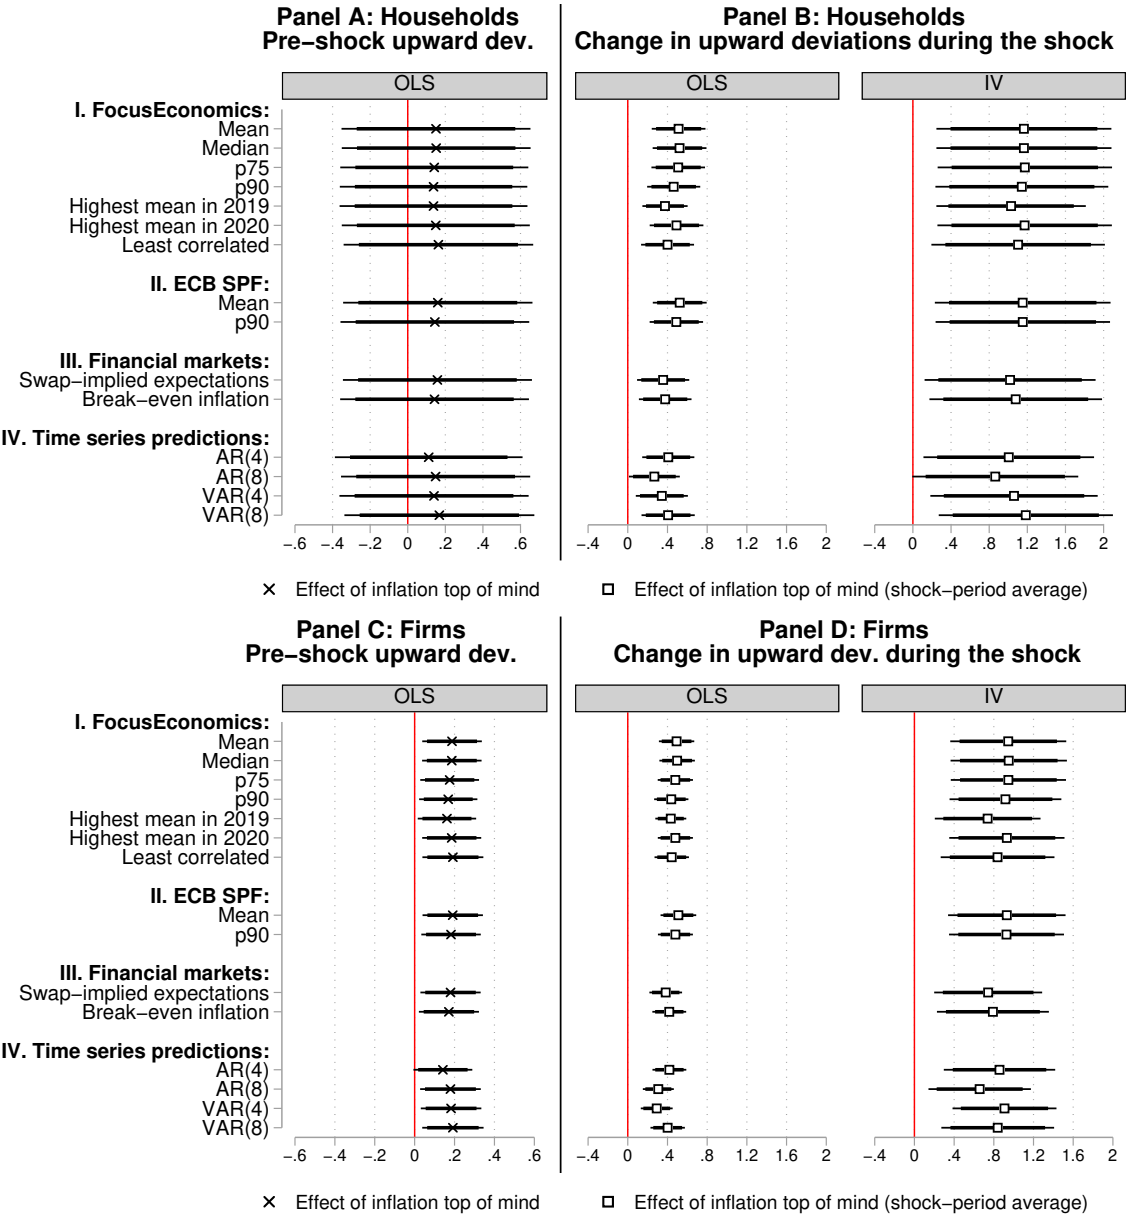 Panel A: Households
Pre−shock upward dev.
Panel B: Households
Change in upward deviations during the shock
OLS
OLS
IV
I. FocusEconomics:
Mean
Median
p75
p90
Highest mean in 2019
Highest mean in 2020
Least correlated
II. ECB SPF:
Mean
p90
III. Financial markets:
Swap−implied expectations
Break−even inflation
IV. Time series predictions:
AR(4)
AR(8)
VAR(4)
VAR(8)
−.6 −.4 −.2 0 .2 .4 .6
−.4 0 .4 .8 1.2 1.6 2
−.4 0 .4 .8 1.2 1.6 2
× Effect of inflation top of mind
Effect of inflation top of mind (shock−period average)
Panel C: Firms
Pre−shock upward dev.
Panel D: Firms
Change in upward dev. during the shock
OLS
OLS
IV
I. FocusEconomics:
Mean
Median
p75
p90
Highest mean in 2019
Highest mean in 2020
Least correlated
II. ECB SPF:
Mean
p90
III. Financial markets:
Swap−implied expectations
Break−even inflation
IV. Time series predictions:
AR(4)
AR(8)
VAR(4)
VAR(8)
−.6 −.4 −.2 0 .2 .4 .6
−.4 0 .4 .8 1.2 1.6 2
−.4 0 .4 .8 1.2 1.6 2
× Effect of inflation top of mind
Effect of inflation top of mind (shock−period average)